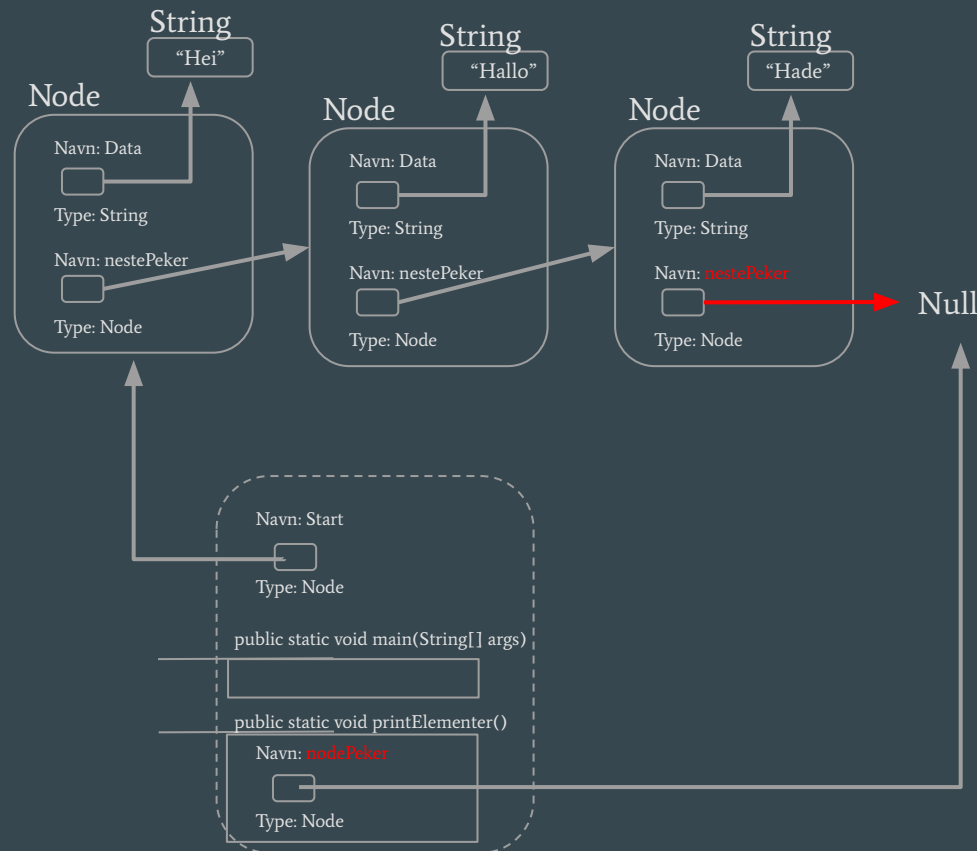 String
"Hei"
String
"Hallo"
String
"Hade"
Node
Navn: Data
Type: String
Navn: nestePeker
Type: Node
Node
Navn: Data
Type: String
Navn: nestePeker
Type: Node
Node
Navn: Data
Type: String
Navn: nestePeker
Type: Node
Null
Navn: Start
Type: Node
public static void main(String[] args)
public static void printElementer()
Navn: nodePeker
Type: Node